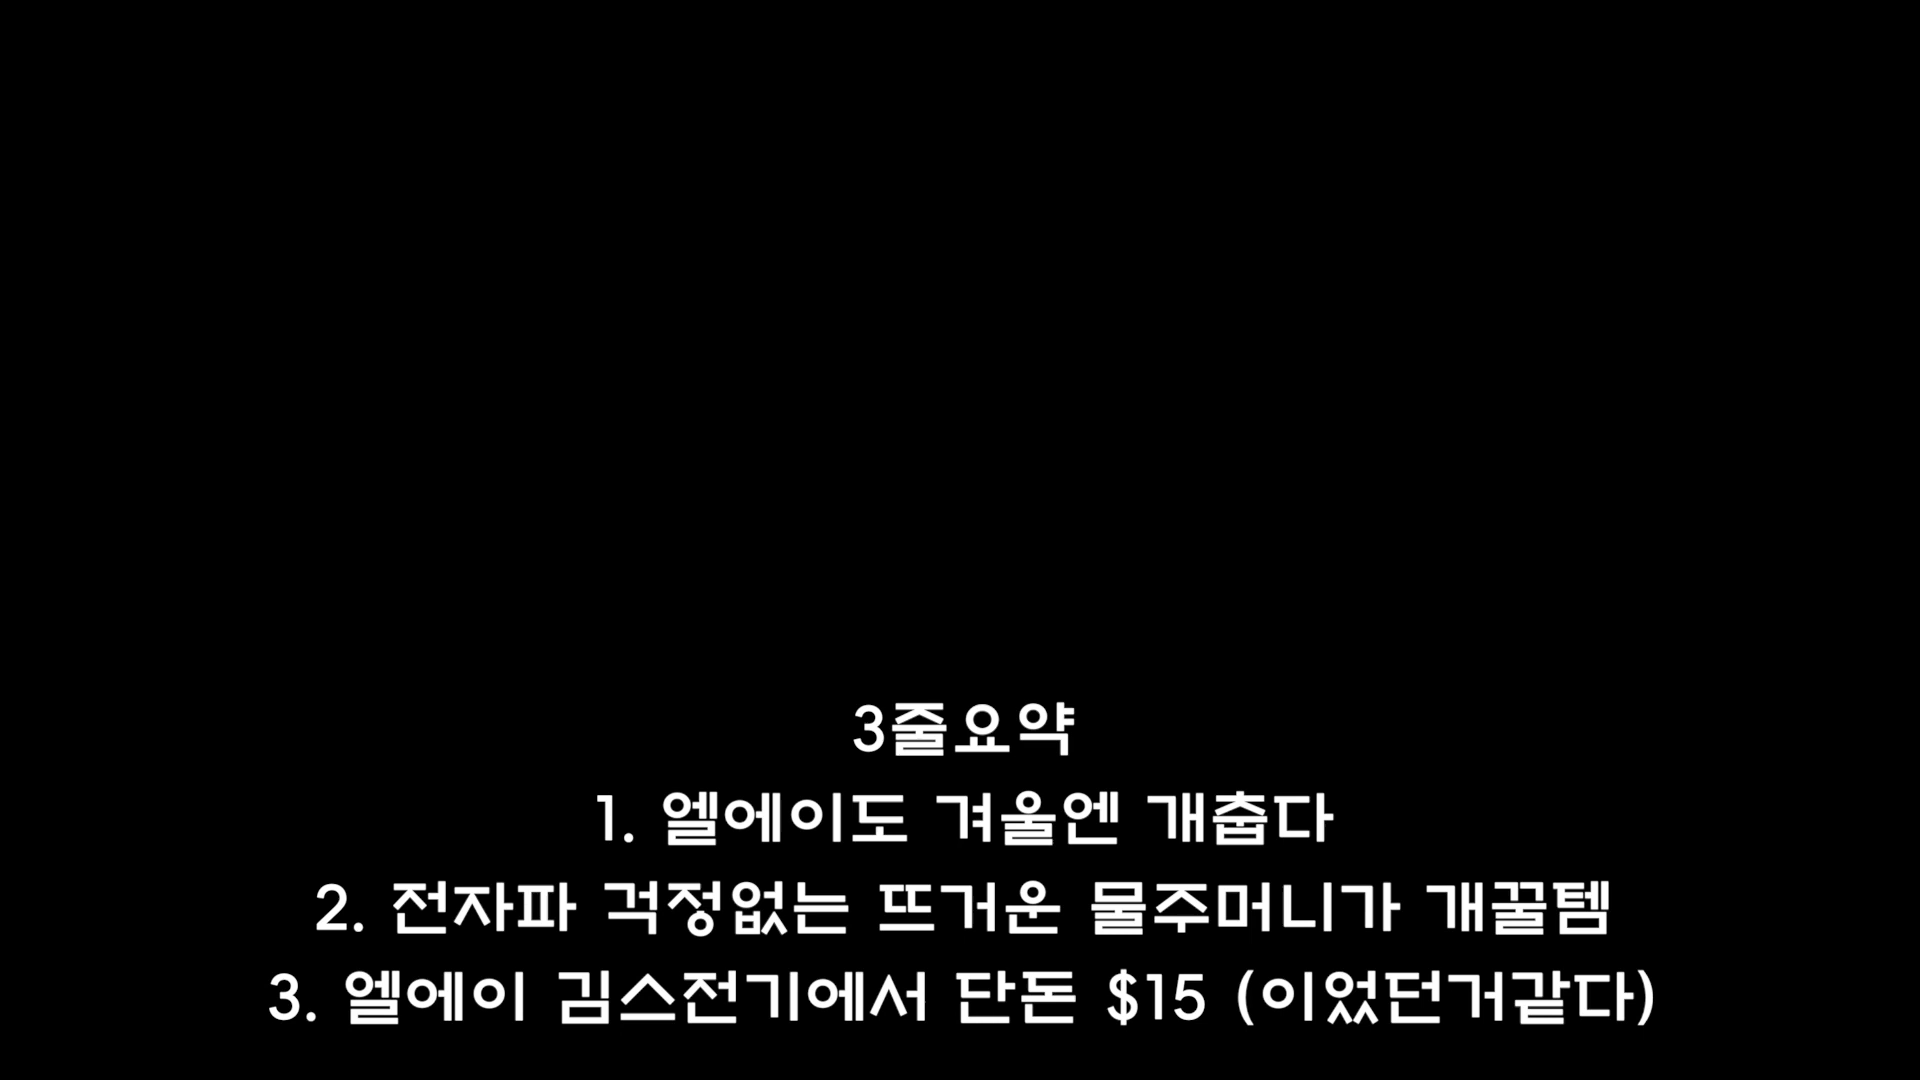 3줄요약
1. 엘에이도 겨울엔 개춥다
2. 전자파 걱정없는 뜨거운 물주머니가 개꿀템
3. 엘에이 김스전기에서 단돈 $15 (이었던거같다)